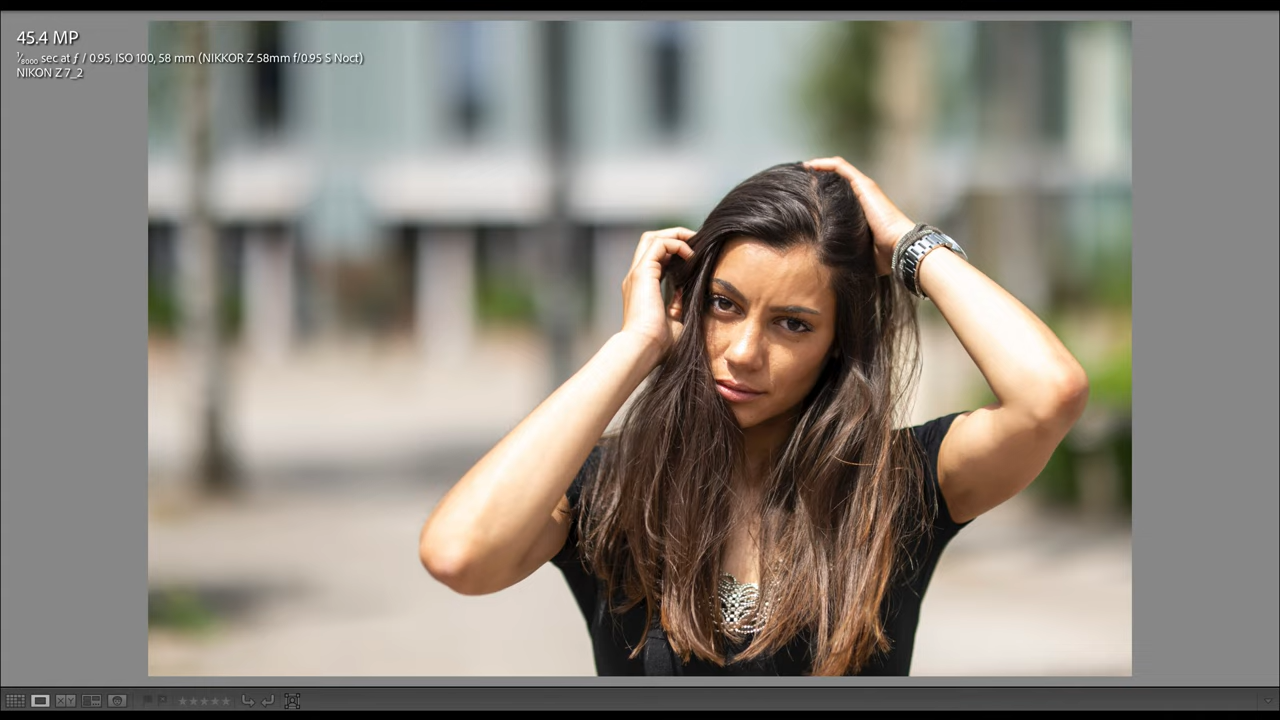 45.4 MP
1/8000 sec at ƒ / 0.95, ISO 100, 58 mm (NIKKOR Z 58mm f/0.95 S Noct)
NIKON Z 7_2
X Y